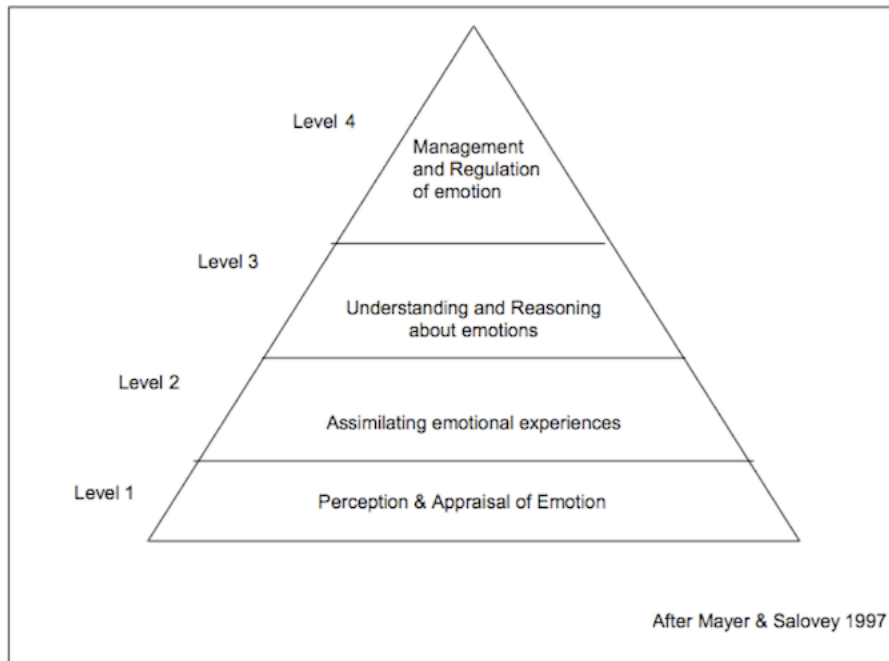 Level 4
Management
and Regulation
of emotion
Level 3
Understanding and Reasoning
about emotions
Level 2
Assimilating emotional experiences
Level 1
Perception & Appraisal of Emotion
After Mayer & Salovey 1997